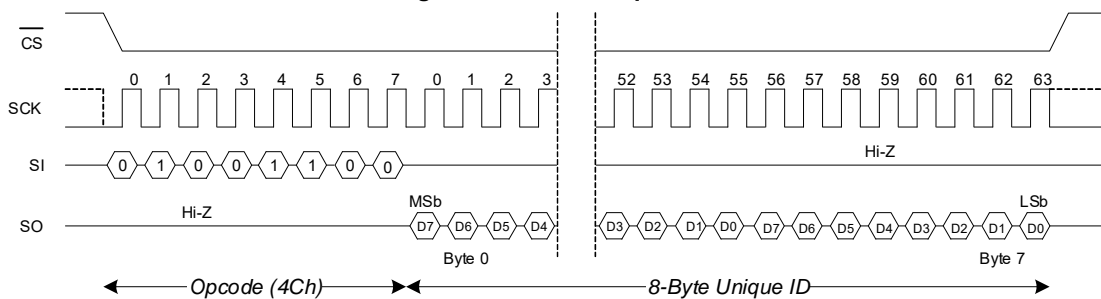 CS
0 1 2 3 4 5 6 7 0 1 2 3 52 53 54 55 56 57 58 59 60 61 62 63
SCK
Hi-Z
SI 0 1 0 0 1 1 0 0
MSb LSb
Hi-Z
SO D7 D6 D5 D4 D3 D2 D1 D0 D7 D6 D5 D4 D3 D2 D1 D0
Byte 0 Byte 7
Opcode (4Ch) 8-Byte Unique ID